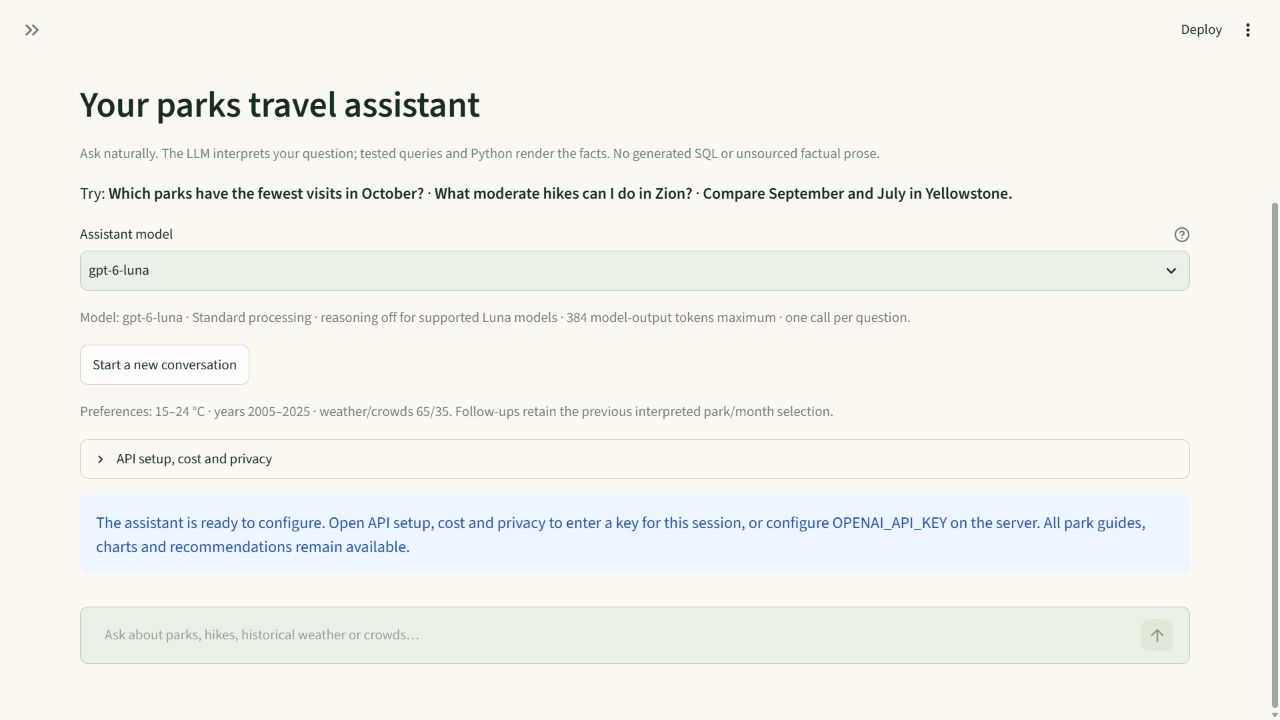 Deploy
Your parks travel assistant
Ask naturally. The LLM interprets your question; tested queries and Python render the facts. No generated SQL or unsourced factual prose.
Try: Which parks have the fewest visits in October? · What moderate hikes can I do in Zion? · Compare September and July in Yellowstone.
Assistant model
gpt-6-luna
Model: gpt-6-luna · Standard processing · reasoning off for supported Luna models · 384 model-output tokens maximum · one call per question.
Start a new conversation
Preferences: 15–24 °C · years 2005–2025 · weather/crowds 65/35. Follow-ups retain the previous interpreted park/month selection.
API setup, cost and privacy
The assistant is ready to configure. Open API setup, cost and privacy to enter a key for this session, or configure OPENAI_API_KEY on the server. All park guides,
charts and recommendations remain available.
Ask about parks, hikes, historical weather or crowds…